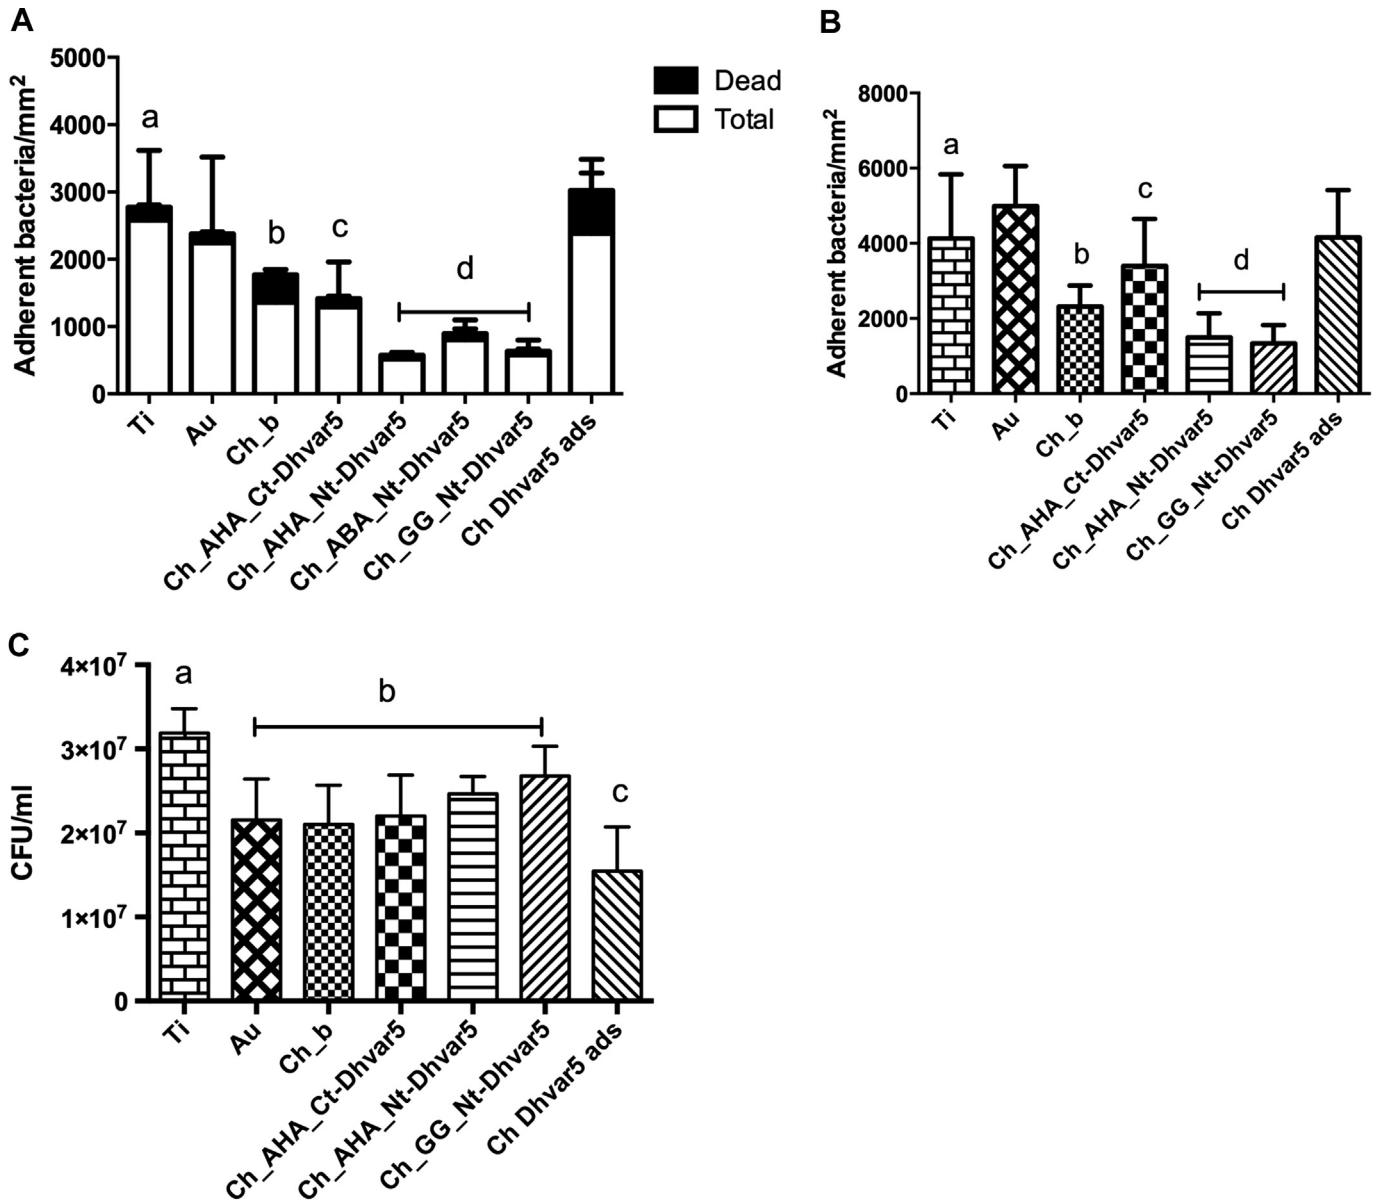 A
Adherent bacteria/mm²
5000
4000
3000
2000
1000
0
a
b
c
d
Dead
Total
Ti
Au
Ch_b
Ch_AHA_Ct-Dhvar5
Ch_AHA_Nt-Dhvar5
Ch_ABA_Nt-Dhvar5
Ch_GG_Nt-Dhvar5
Ch Dhvar5 ads
B
Adherent bacteria/mm²
8000
6000
4000
2000
0
a
b
c
d
Ti
Au
Ch_b
Ch_AHA_Ct-Dhvar5
Ch_AHA_Nt-Dhvar5
Ch_GG_Nt-Dhvar5
Ch Dhvar5 ads
C
CFU/ml
4×10⁷
3×10⁷
2×10⁷
1×10⁷
0
a
b
c
Ti
Au
Ch_b
Ch_AHA_Ct-Dhvar5
Ch_AHA_Nt-Dhvar5
Ch_GG_Nt-Dhvar5
Ch Dhvar5 ads